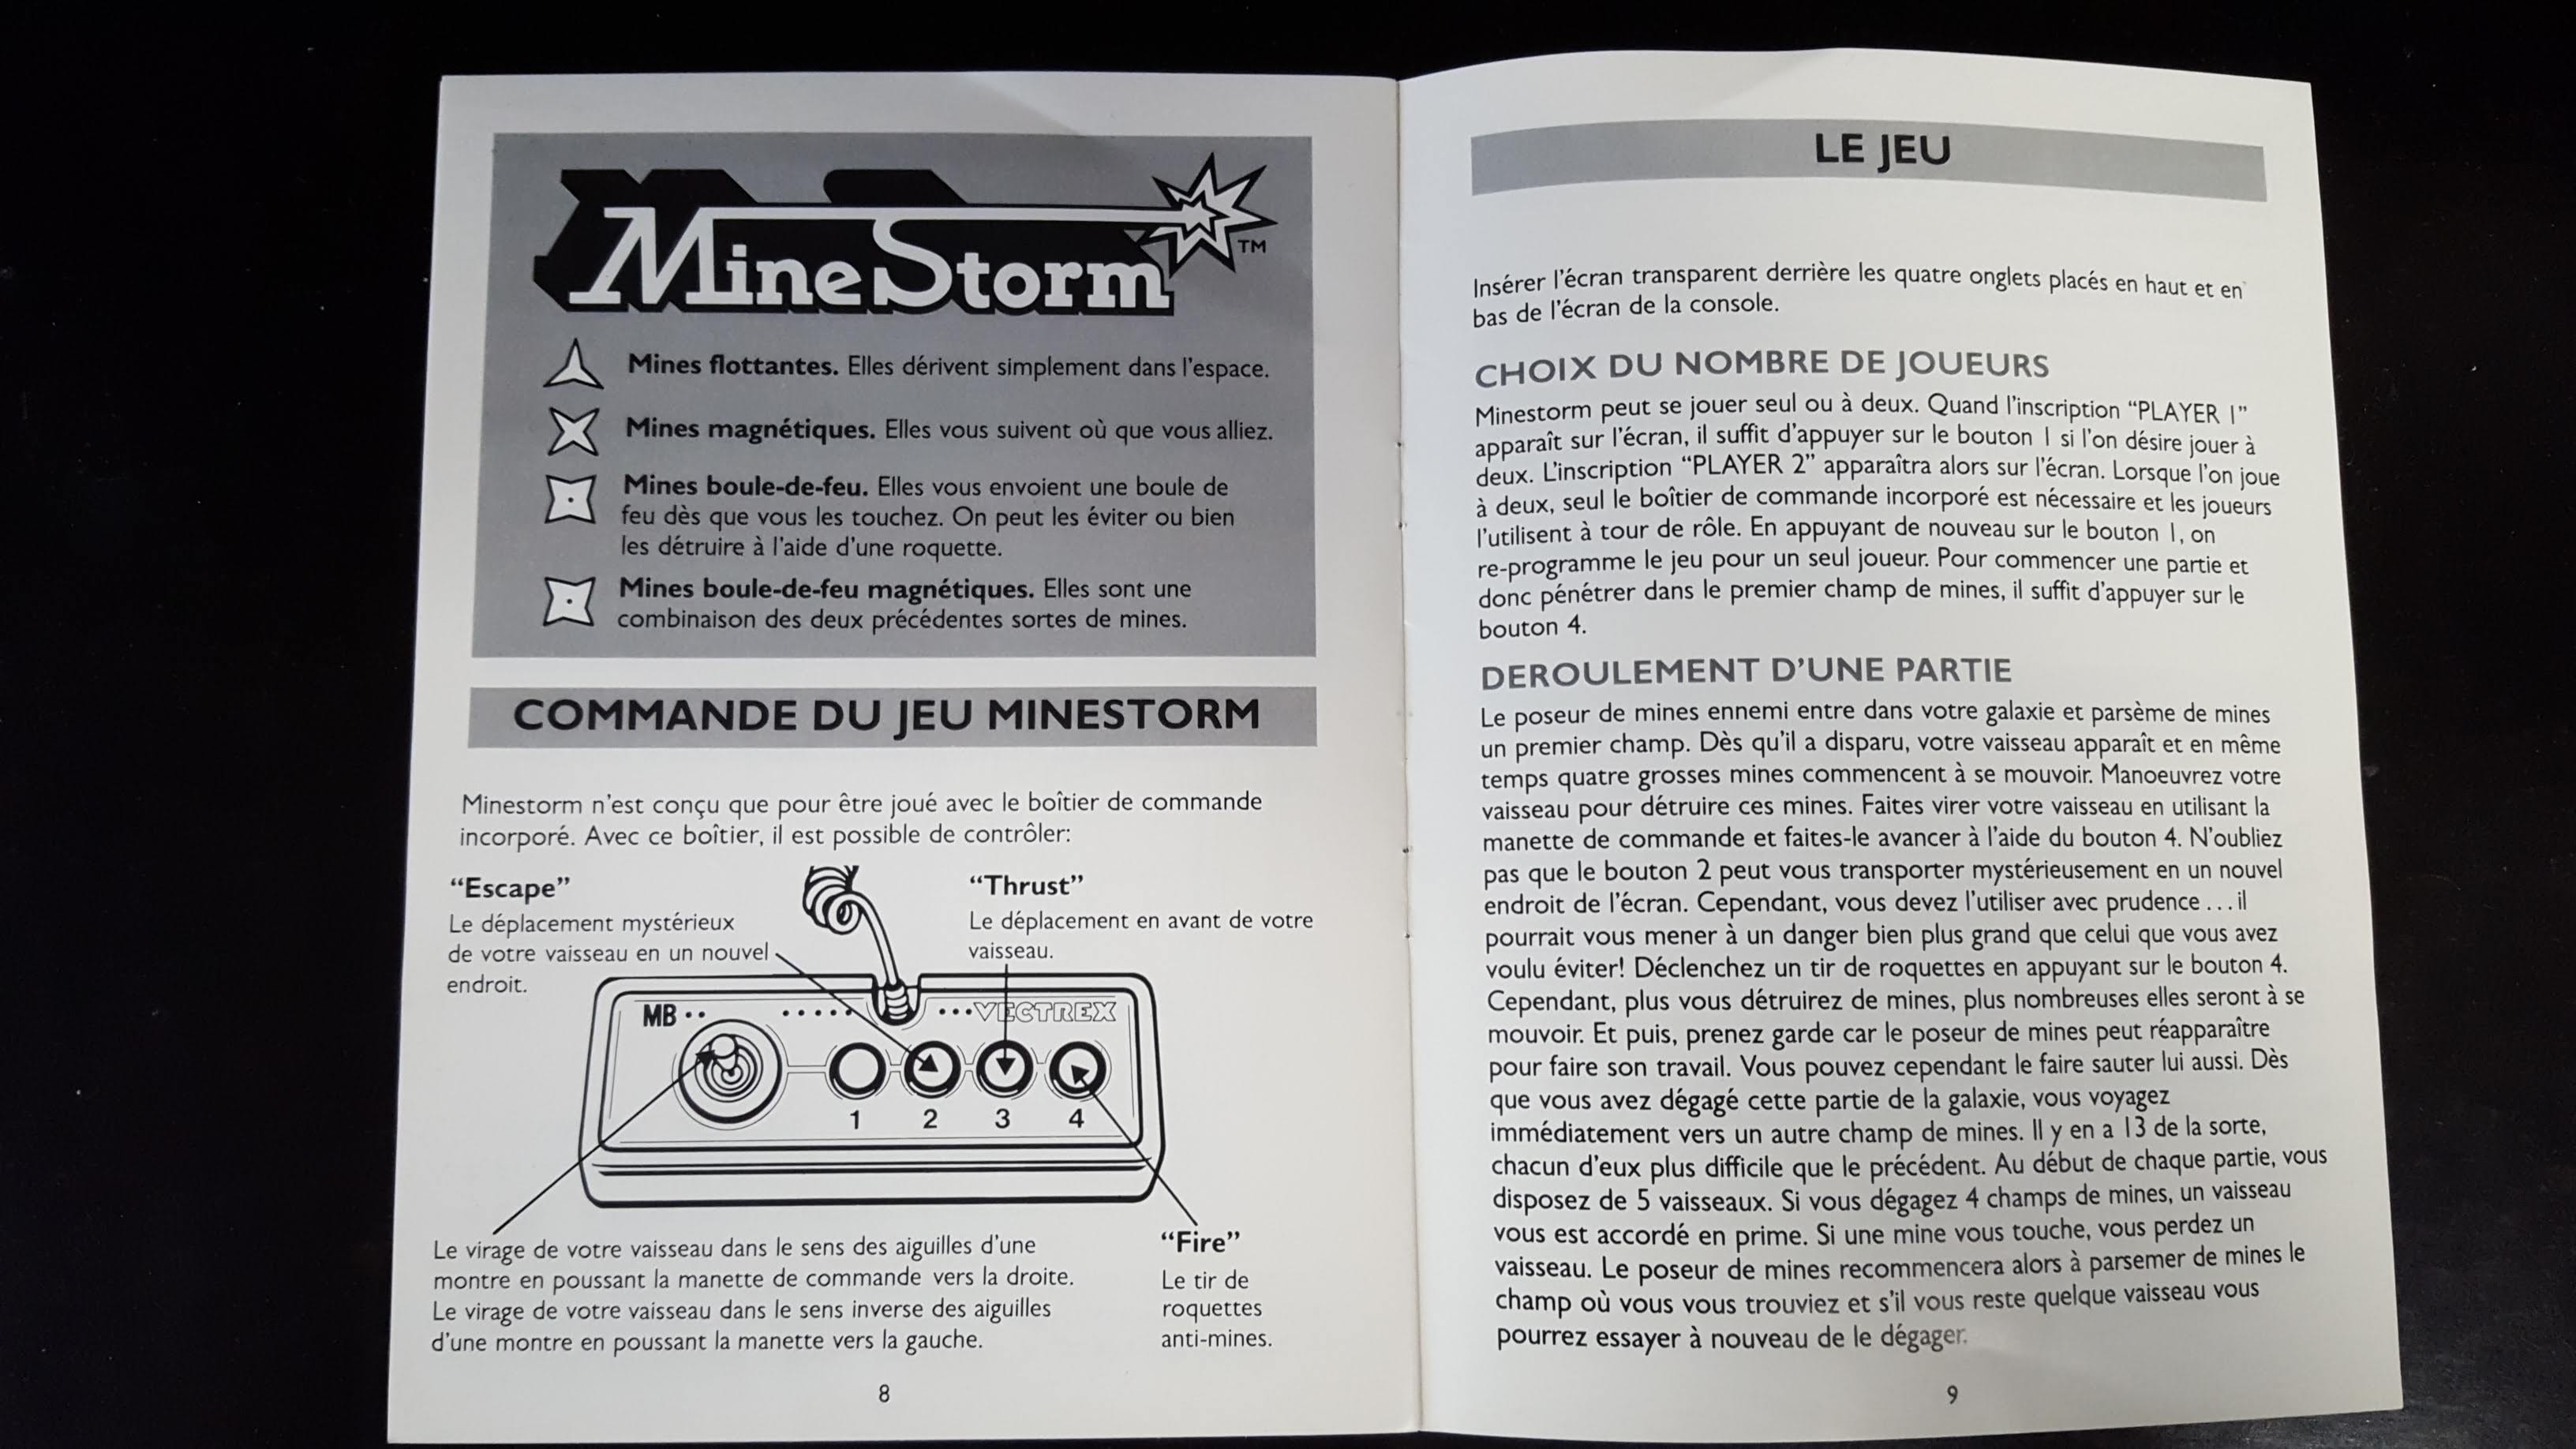 MineStorm™
Mines flottantes. Elles dérivent simplement dans l'espace.
Mines magnétiques. Elles vous suivent où que vous alliez.
Mines boule-de-feu. Elles vous envoient une boule de
feu dès que vous les touchez. On peut les éviter ou bien
les détruire à l'aide d'une roquette.
Mines boule-de-feu magnétiques. Elles sont une
combinaison des deux précédentes sortes de mines.
COMMANDE DU JEU MINESTORM
Minestorm n'est conçu que pour être joué avec le boîtier de commande
incorporé. Avec ce boîtier, il est possible de contrôler:
“Escape”
Le déplacement mystérieux
de votre vaisseau en un nouvel
endroit.
“Thrust”
Le déplacement en avant de votre
vaisseau.
MB
VECTREX
1 2 3 4
Le virage de votre vaisseau dans le sens des aiguilles d'une
montre en poussant la manette de commande vers la droite.
Le virage de votre vaisseau dans le sens inverse des aiguilles
d'une montre en poussant la manette vers la gauche.
“Fire”
Le tir de
roquettes
anti-mines.
8
LE JEU
Insérer l'écran transparent derrière les quatre onglets placés en haut et en
bas de l'écran de la console.
CHOIX DU NOMBRE DE JOUEURS
Minestorm peut se jouer seul ou à deux. Quand l'inscription “PLAYER 1”
apparaît sur l'écran, il suffit d'appuyer sur le bouton 1 si l'on désire jouer à
deux. L'inscription “PLAYER 2” apparaîtra alors sur l'écran. Lorsque l'on joue
à deux, seul le boîtier de commande incorporé est nécessaire et les joueurs
l'utilisent à tour de rôle. En appuyant de nouveau sur le bouton 1, on
re-programme le jeu pour un seul joueur. Pour commencer une partie et
donc pénétrer dans le premier champ de mines, il suffit d'appuyer sur le
bouton 4.
DEROULEMENT D'UNE PARTIE
Le poseur de mines ennemi entre dans votre galaxie et parsème de mines
un premier champ. Dès qu'il a disparu, votre vaisseau apparaît et en même
temps quatre grosses mines commencent à se mouvoir. Manoeuvrez votre
vaisseau pour détruire ces mines. Faites virer votre vaisseau en utilisant la
manette de commande et faites-le avancer à l'aide du bouton 4. N'oubliez
pas que le bouton 2 peut vous transporter mystérieusement en un nouvel
endroit de l'écran. Cependant, vous devez l'utiliser avec prudence ... il
pourrait vous mener à un danger bien plus grand que celui que vous avez
voulu éviter! Déclenchez un tir de roquettes en appuyant sur le bouton 4.
Cependant, plus vous détruirez de mines, plus nombreuses elles seront à se
mouvoir. Et puis, prenez garde car le poseur de mines peut réapparaître
pour faire son travail. Vous pouvez cependant le faire sauter lui aussi. Dès
que vous avez dégagé cette partie de la galaxie, vous voyagez
immédiatement vers un autre champ de mines. Il y en a 13 de la sorte,
chacun d'eux plus difficile que le précédent. Au début de chaque partie, vous
disposez de 5 vaisseaux. Si vous dégagez 4 champs de mines, un vaisseau
vous est accordé en prime. Si une mine vous touche, vous perdez un
vaisseau. Le poseur de mines recommencera alors à parsemer de mines le
champ où vous vous trouviez et s'il vous reste quelque vaisseau vous
pourrez essayer à nouveau de le dégager.
9